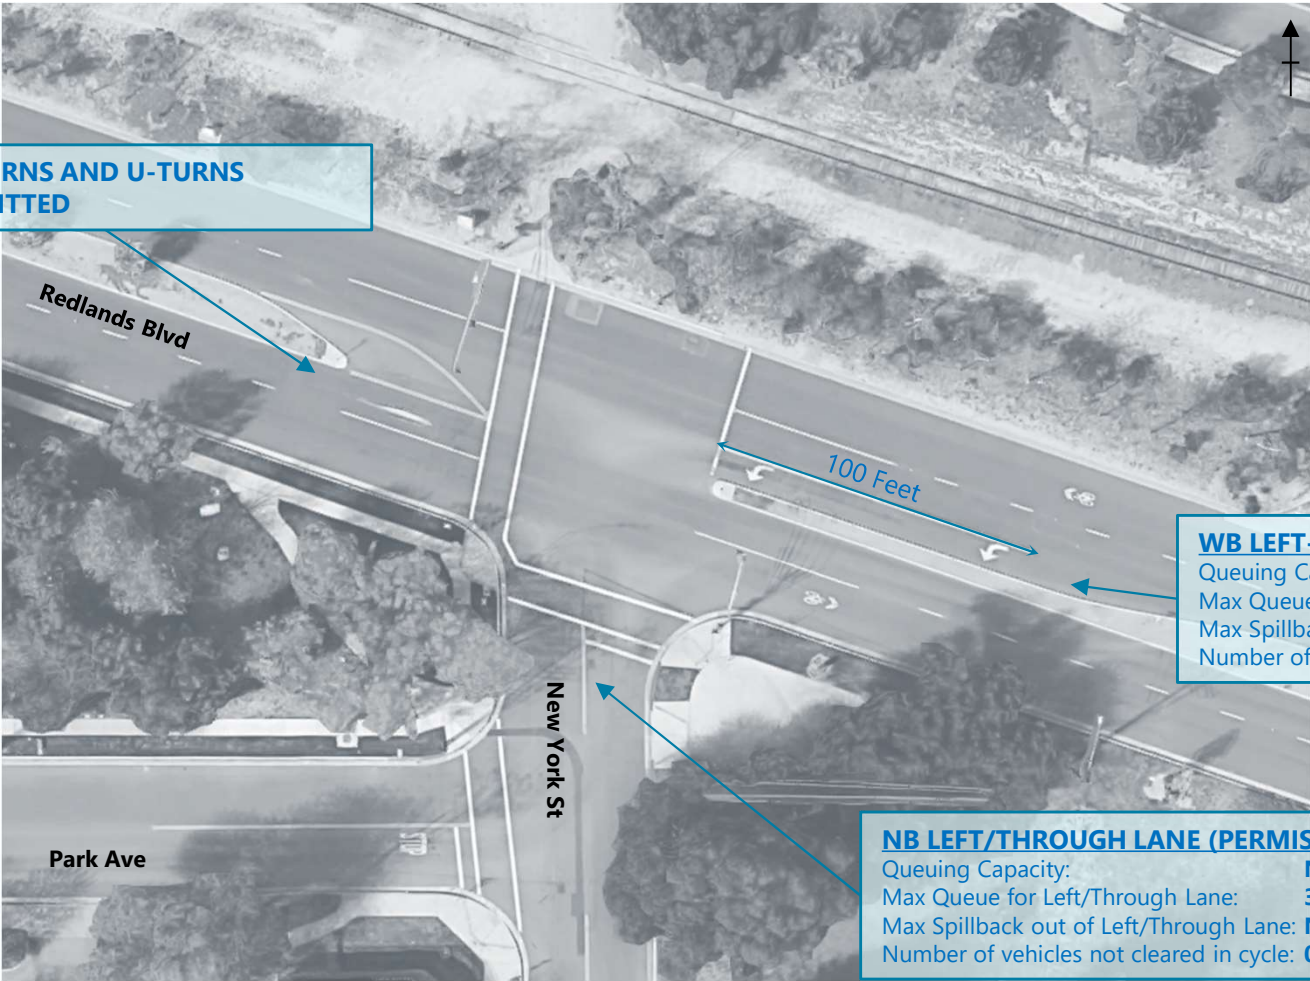 RNS AND U-TURNS
ITTED
Redlands Blvd
100 Feet
WB LEFT-
Queuing
Max Queue
Max
Number of
New York St
Park Ave
NB LEFT/THROUGH LANE
Queuing Capacity:
Max Queue for Left/Through Lane: 3
Max Spillback out of Left/Through Lane:
Number of vehicles not cleared in cycle: 0